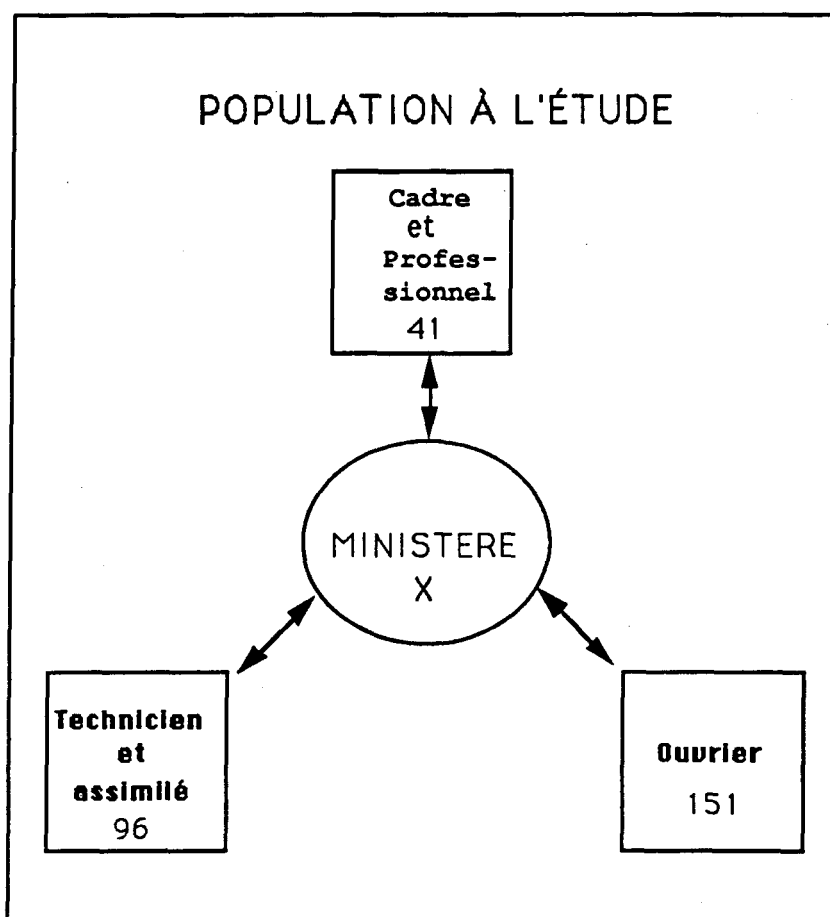 POPULATION À L'ÉTUDE
Cadre
et
Profes-
sionnel
41
MINISTERE
X
Technicien
et
assimilé
96
Ouvrier
151